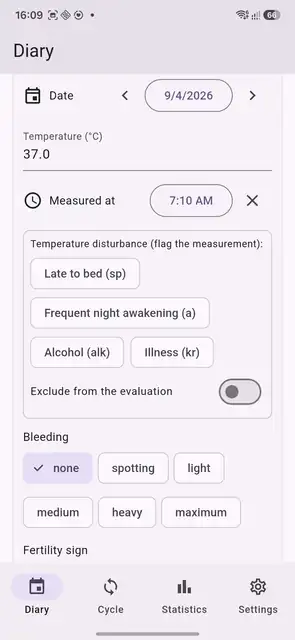 16:09
66
Diary
Date
9/4/2026
Temperature (°C)
37.0
Measured at
7:10 AM
Temperature disturbance (flag the measurement):
Late to bed (sp)
Frequent night awakening (a)
Alcohol (alk)
Illness (kr)
Exclude from the evaluation
Bleeding
none
spotting
light
medium
heavy
maximum
Fertility sign
Diary
Cycle
Statistics
Settings